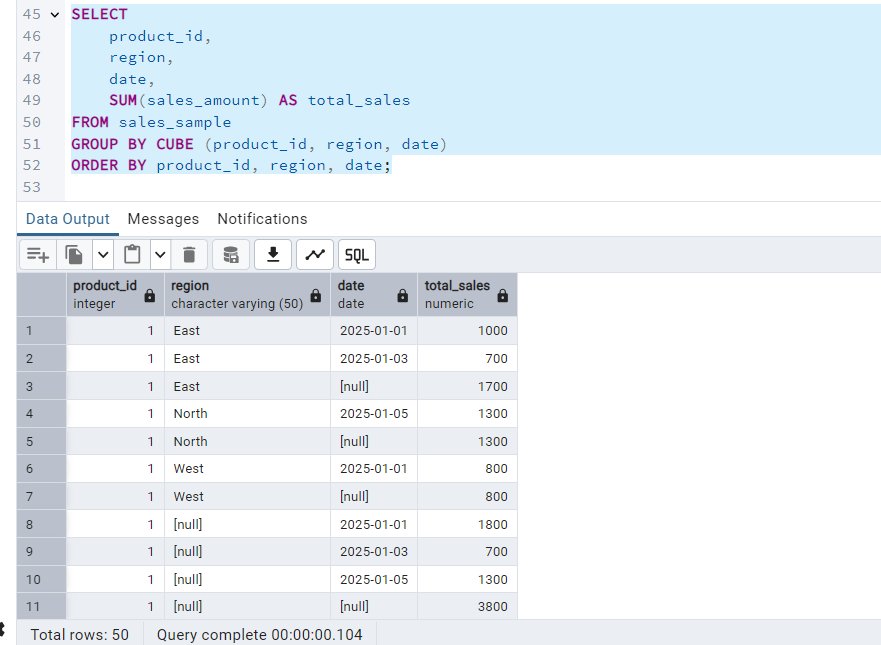 45 SELECT
46 product_id,
47 region,
48 date,
49 SUM(sales_amount) AS total_sales
50 FROM sales_sample
51 GROUP BY CUBE (product_id, region, date)
52 ORDER BY product_id, region, date;
53
Data Output Messages Notifications
SQL
product_id region date total_sales
integer character varying (50) date numeric
1 1 East 2025-01-01 1000
2 1 East 2025-01-03 700
3 1 East [null] 1700
4 1 North 2025-01-05 1300
5 1 North [null] 1300
6 1 West 2025-01-01 800
7 1 West [null] 800
8 1 [null] 2025-01-01 1800
9 1 [null] 2025-01-03 700
10 1 [null] 2025-01-05 1300
11 1 [null] [null] 3800
Total rows: 50 Query complete 00:00:00.104